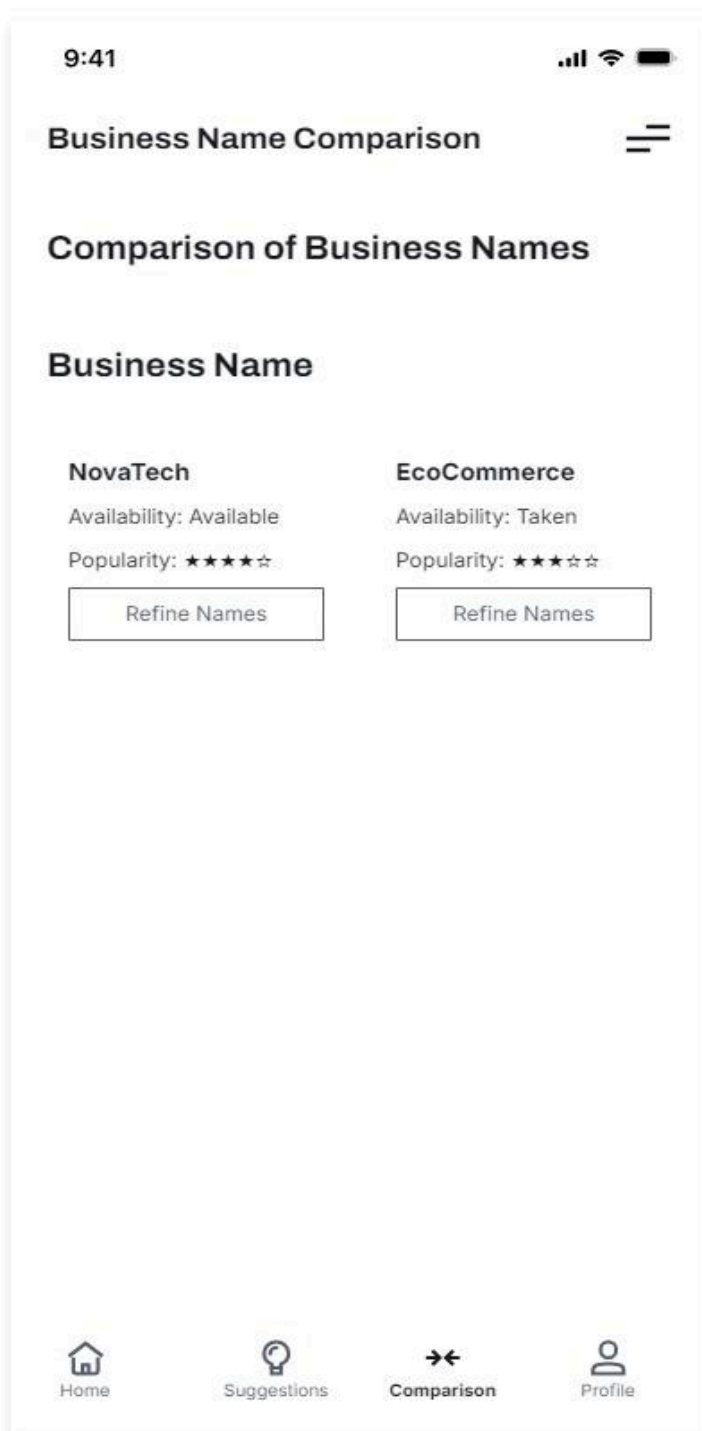 9:41
Business Name Comparison
Comparison of Business Names
Business Name
NovaTech
Availability: Available
Popularity: ★★★★☆
Refine Names
EcoCommerce
Availability: Taken
Popularity: ★★★☆☆
Refine Names
Home
Suggestions
Comparison
Profile